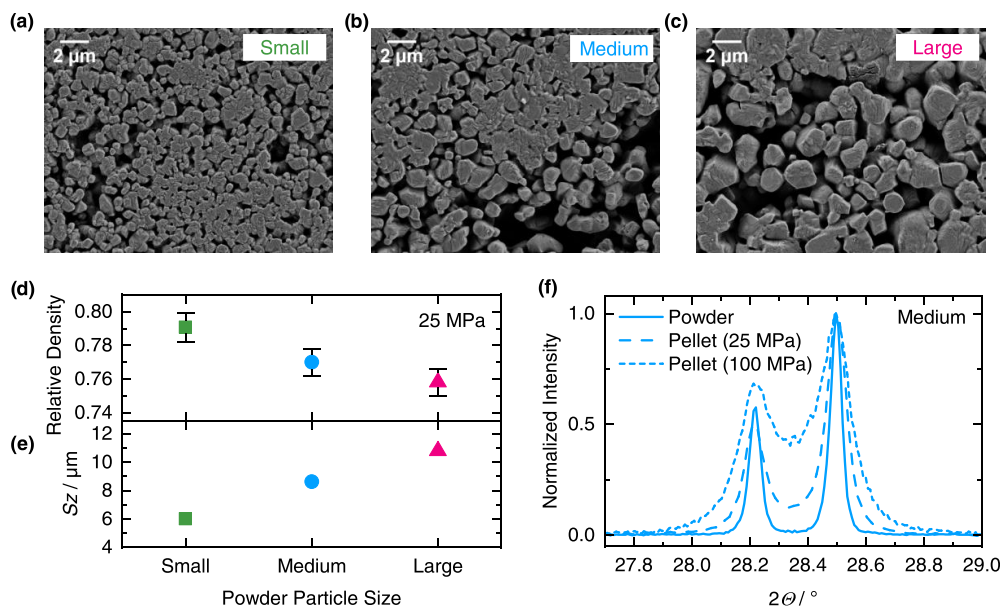 (a)
2 μm
Small
(b)
2 μm
Medium
(c)
2 μm
Large
(d)
Relative Density
0.80
0.78
0.76
0.74
25 MPa
(e)
Sz / μm
12
10
8
6
4
Small
Medium
Large
Powder Particle Size
(f)
Normalized Intensity
1.0
0.5
0.0
Powder
Pellet (25 MPa)
Pellet (100 MPa)
Medium
27.8
28.0
28.2
28.4
28.6
28.8
29.0
2Θ / °